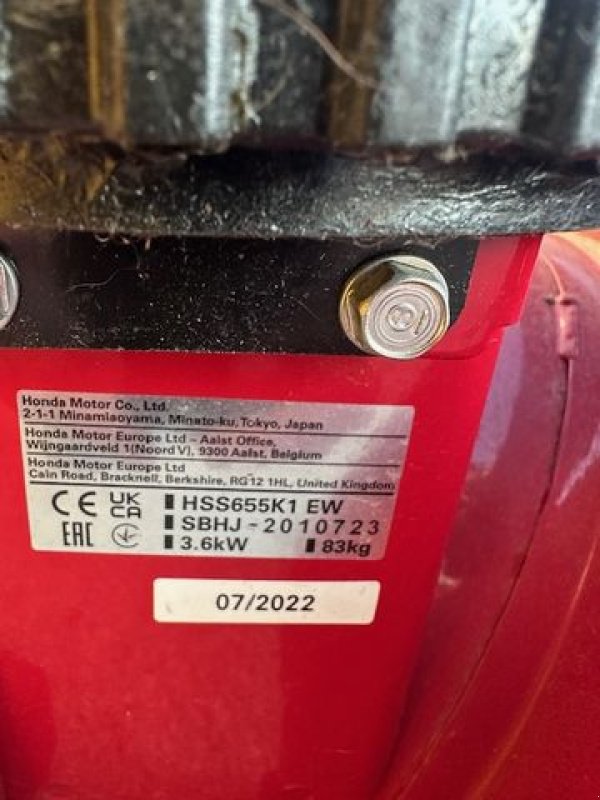 Honda Motor Co., Ltd.
2-1-1 Minamiaoyama, Minato-ku, Tokyo, Japan
Honda Motor Europe Ltd – Aalst Office,
Wijngaardveld 1(Noord V), 9300 Aalst, Belgium
Honda Motor Europe Ltd
Cain Road, Bracknell, Berkshire, RG12 1HL, United Kingdom
CE UK CA HSS655K1 EW
SBHJ-2010723
EAC 3.6kW 83kg
07/2022